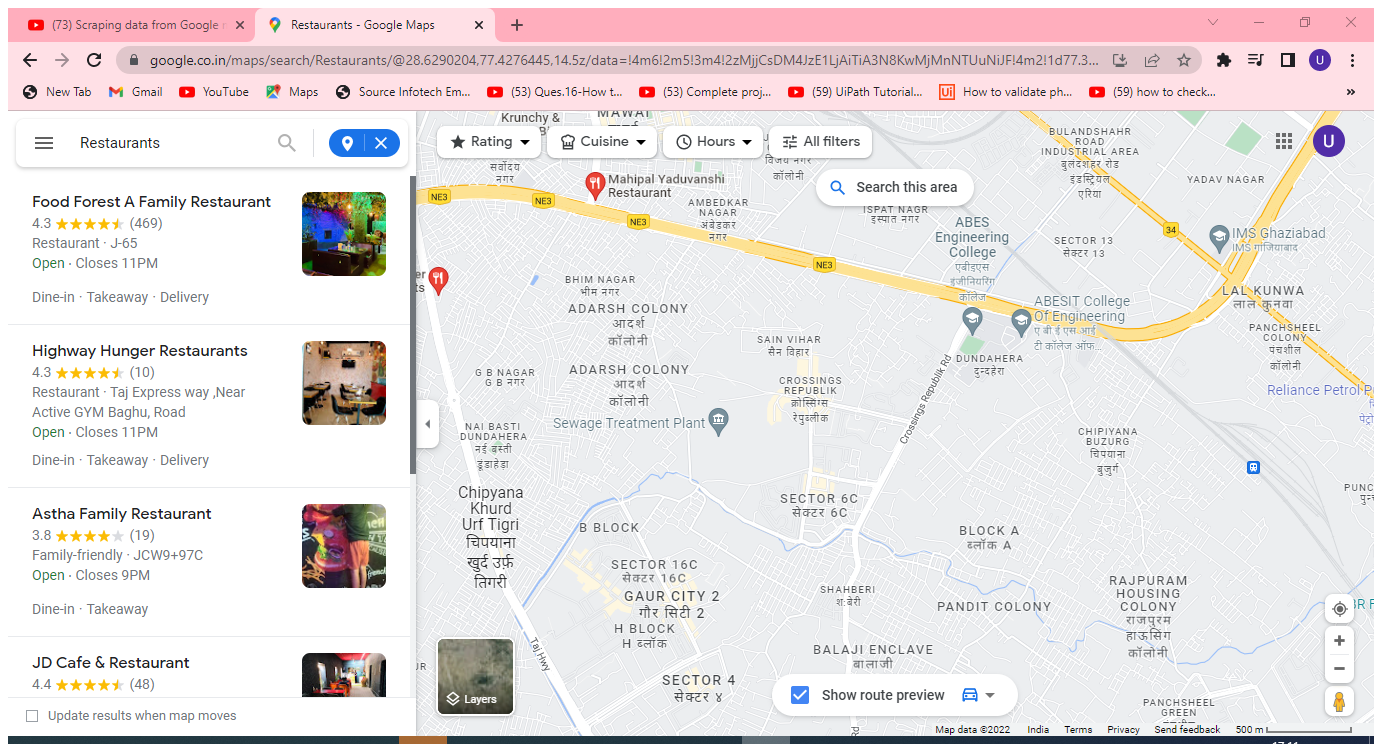 (73) Scraping data from Google
Restaurants - Google Maps
google.co.in/maps/search/Restaurants/@28.6290204,77.4276445,14.5z/data=!4m6!2m5!3m4!2zMjjCsDM4JzE1LjAiTiA3N8KwMjMnNTUuNiJF!4m2!1d77.3...
New Tab
Gmail
YouTube
Maps
Source Infotech Em...
(53) Ques.16-How t...
(53) Complete proj...
(59) UiPath Tutorial...
Ui
How to validate ph...
(59) how to check...
»
U
Restaurants
Food Forest A Family Restaurant
4.3 (469)
Restaurant · J-65
Open · Closes 11PM
Dine-in · Takeaway · Delivery
Highway Hunger Restaurants
4.3 (10)
Restaurant · Taj Express way ,Near
Active GYM Baghu, Road
Open · Closes 11PM
Dine-in · Takeaway · Delivery
Astha Family Restaurant
3.8 (19)
Family-friendly · JCW9+97C
Open · Closes 9PM
Dine-in · Takeaway
JD Cafe & Restaurant
4.4 (48)
Update results when map moves
Krunchy &
MAWAI
Rating
Cuisine
Hours
All filters
U
सर्वोदय
नगर
विजय नगर
कॉलोनी
BULANDSHAHR
ROAD
INDUSTRIAL AREA
बुलंदशहर रोड
इंडस्ट्रियल
एरिया
YADAV NAGAR
Mahipal Yaduvanshi
Restaurant
Search this area
NE3
NE3
NE3
NE3
AMBEDKAR
NAGAR
अंबेडकर
नगर
ISPAT NAGR
इस्पात नगर
ABES
Engineering
College
एबीइएस
इंजीनियरिंग
कॉलेज
SECTOR 13
सेक्टर 13
34
IMS Ghaziabad
IMS गाजियाबाद
BHIM NAGAR
भीम नगर
ADARSH COLONY
आदर्श
कॉलोनी
LAL KUNWA
लाल कुनवा
ABESIT College
Of Engineering
ए बी ई एस आई
टी कॉलेज ऑफ...
PANCHSHEEL
COLONY
पंचशील
कॉलोनी
SAIN VIHAR
सैन विहार
DUNDAHERA
दुन्दहेरा
G B NAGAR
G B नगर
ADARSH COLONY
आदर्श
कॉलोनी
CROSSINGS
REPUBLIK
क्रोसिंग्स
रेपुब्लीक
Crossings Republik Rd
Reliance Petrol P
Sewage Treatment Plant
NAI BASTI
DUNDAHERA
नई बस्ती
डूंडाहेड़ा
CHIPIYANA
BUZURG
चिपयाना
बुजुर्ग
Chipyana
Khurd
Urf Tigri
चिपयाना
खुर्द उर्फ़
तिगरी
SECTOR 6C
सेक्टर 6C
B BLOCK
BLOCK A
ब्लॉक A
SECTOR 16C
सेक्टर 16C
GAUR CITY 2
गौर सिटी 2
H BLOCK
H ब्लॉक
SHAHBERI
श:बेरी
PANDIT COLONY
RAJPURAM
HOUSING
COLONY
राजपुरम
हाऊसिंग
कॉलोनी
Taj Hwy
BALAJI ENCLAVE
बालाजी
SECTOR 4
सेक्टर ४
PANCHSHEEL
GREEN
Layers
Show route preview
Map data ©2022
India
Terms
Privacy
Send feedback
500 m